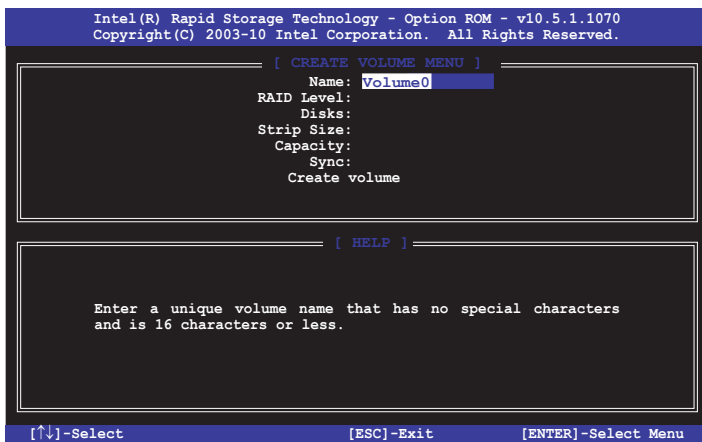 Intel(R) Rapid Storage Technology - Option ROM - v10.5.1.1070
Copyright(C) 2003-10 Intel Corporation. All Rights Reserved.
[ CREATE VOLUME MENU ]
Name: Volume0
RAID Level:
Disks:
Strip Size:
Capacity:
Sync:
Create volume
[ HELP ]
Enter a unique volume name that has no special characters
and is 16 characters or less.
[↑↓]-Select [ESC]-Exit [ENTER]-Select Menu